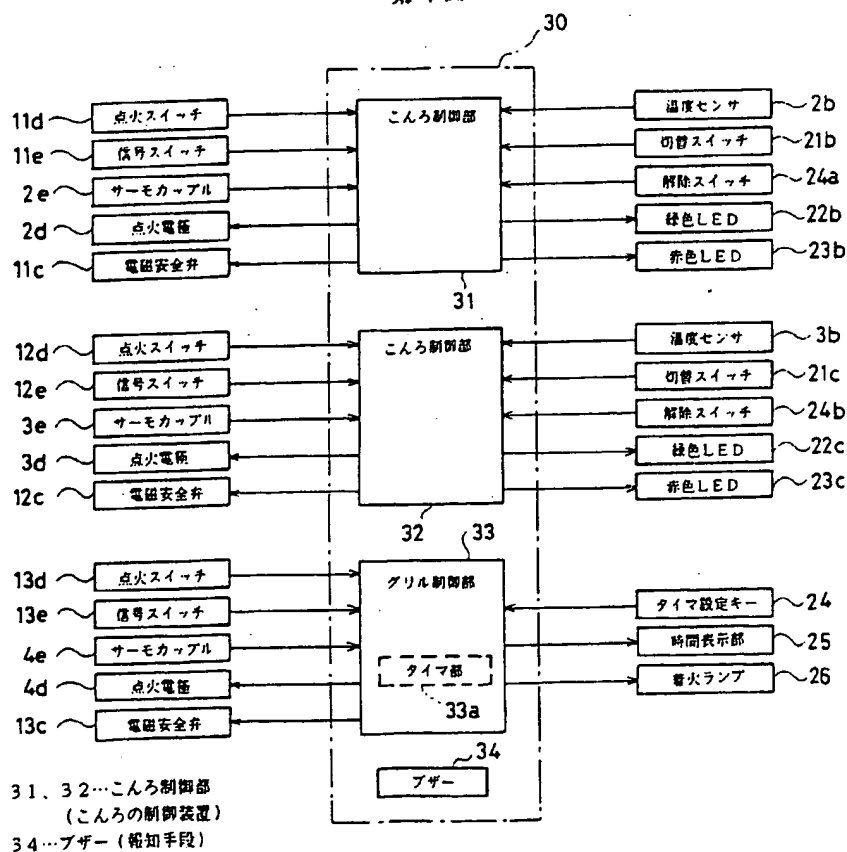 30
11d 点火スイッチ
11e 信号スイッチ
2e サーモカップル
2d 点火電極
11c 電磁安全弁
こんろ制御部
31
温度センサ 2b
切替スイッチ 21b
解除スイッチ 24a
緑色LED 22b
赤色LED 23b
12d 点火スイッチ
12e 信号スイッチ
3e サーモカップル
3d 点火電極
12c 電磁安全弁
こんろ制御部
32
温度センサ 3b
切替スイッチ 21c
解除スイッチ 24b
緑色LED 22c
赤色LED 23c
13d 点火スイッチ
13e 信号スイッチ
4e サーモカップル
4d 点火電極
13c 電磁安全弁
33
グリル制御部
タイマ部
33a
タイマ設定キー 24
時間表示部 25
着火ランプ 26
34
ブザー
31、32…こんろ制御部
(こんろの制御装置)
34…ブザー(報知手段)